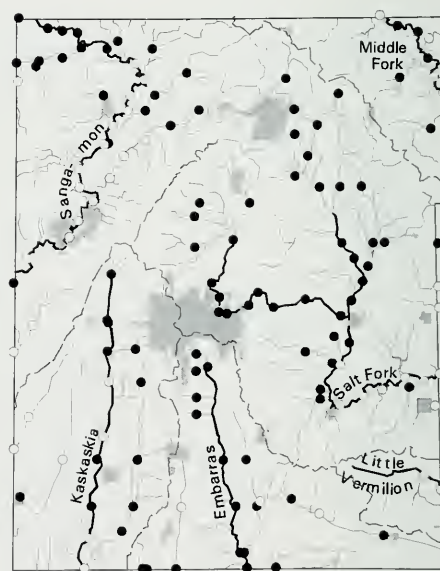 Middle
Fork
Sanga-mon
Salt Fork
Kaskaskia
Embarras
Little
Vermilion